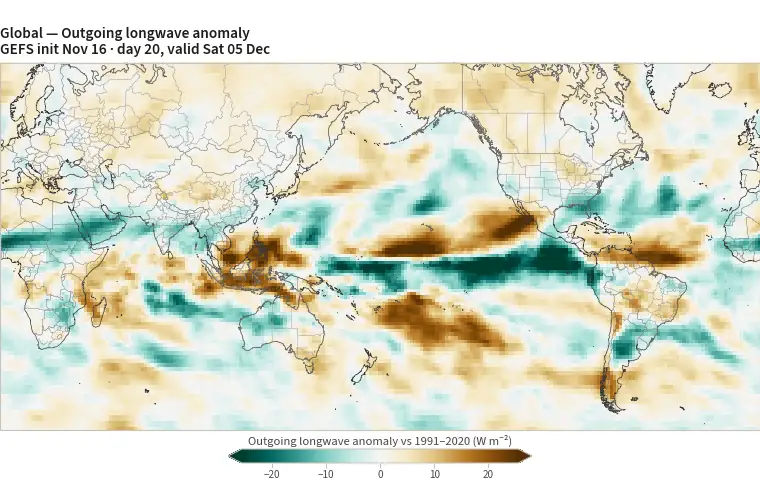 Global — Outgoing longwave anomaly
GEFS init Nov 16 · day 20, valid Sat 05 Dec
Outgoing longwave anomaly vs 1991–2020 (W m⁻²)
−20 −10 0 10 20